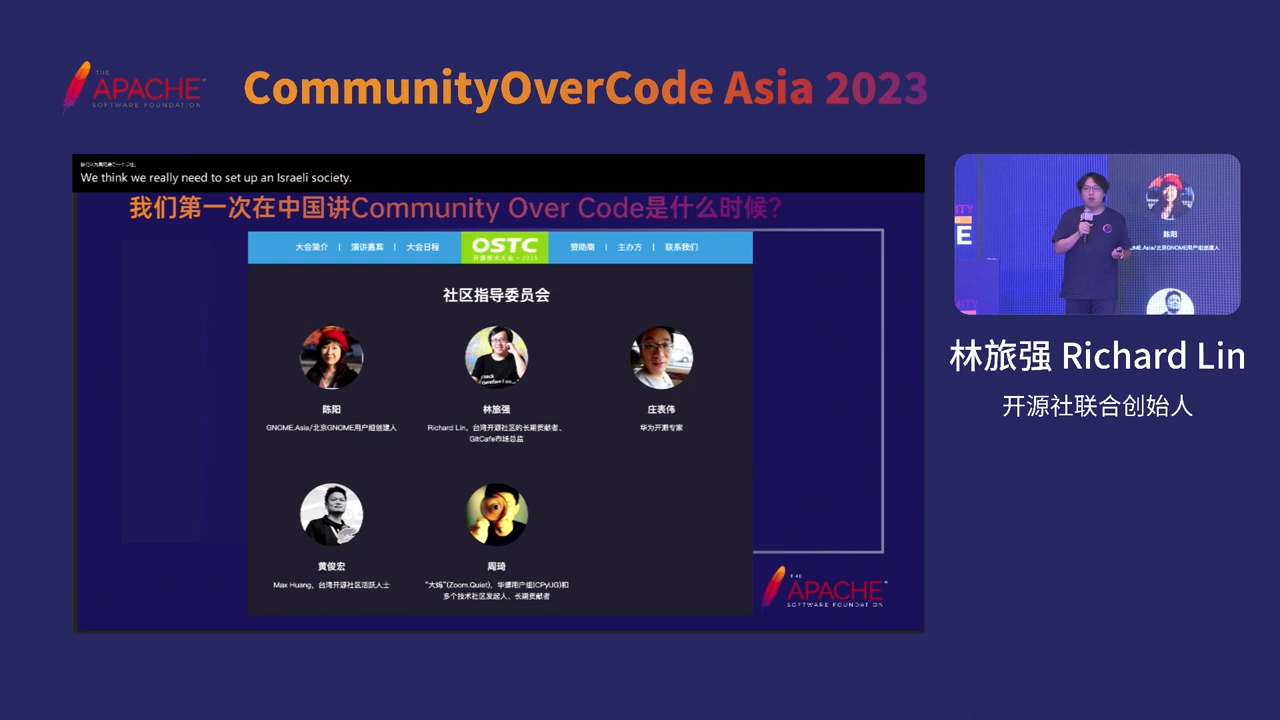 THE
APACHE
SOFTWARE FOUNDATION
CommunityOverCode Asia 2023
We think we really need to set up an Israeli society.
我们第一次在中国讲Community Over Code是什么时候?
大会简介 | 演讲嘉宾 | 大会日程
OSTC
开源技术大会 • 2015
赞助商 | 主办方 | 联系我们
社区指导委员会
陈阳
GNOME.Asia/北京GNOME用户组创建人
林旅强
Richard Lin、台湾开源社区的长期贡献者、
GitCafe市场总监
庄表伟
华为开源专家
黄俊宏
Max Huang、台湾开源社区活跃人士
周琦
"大妈"(Zoom.Quiet)，华蠎用户组(CPyUG)和
多个技术社区发起人、长期贡献者
THE
APACHE
SOFTWARE FOUNDATION
陈阳
林旅强 Richard Lin
开源社联合创始人